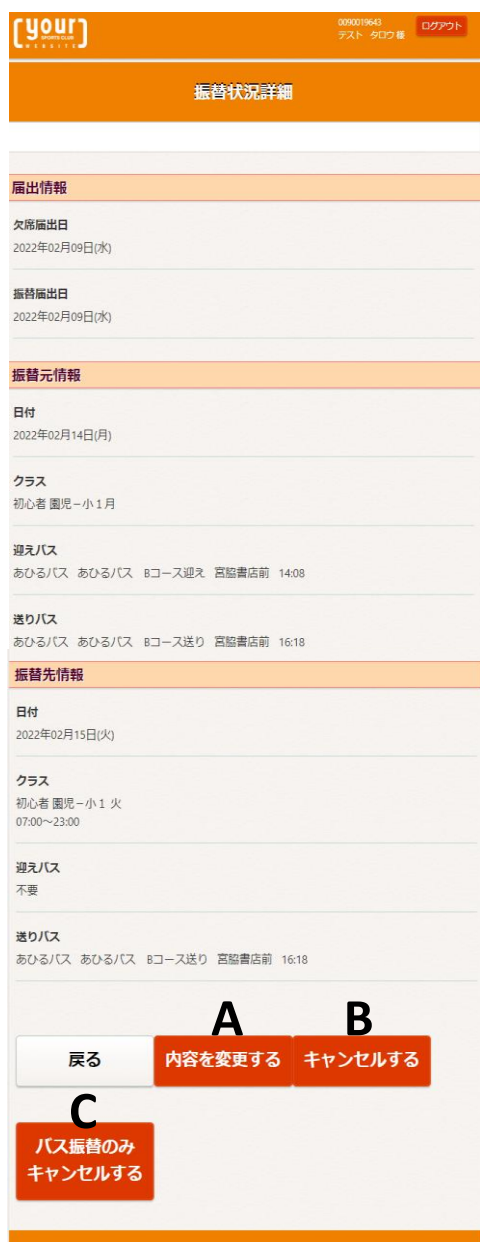 [your]
SPORTS CLUB
WEBSITE
0090019643
テスト タロウ 様
ログアウト
振替状況詳細
届出情報
欠席届出日
2022年02月09日(水)
振替届出日
2022年02月09日(水)
振替元情報
日付
2022年02月14日(月)
クラス
初心者 園児－小１月
迎えバス
あひるバス あひるバス Bコース迎え 宮脇書店前 14:08
送りバス
あひるバス あひるバス Bコース送り 宮脇書店前 16:18
振替先情報
日付
2022年02月15日(火)
クラス
初心者 園児－小１ 火
07:00～23:00
迎えバス
不要
送りバス
あひるバス あひるバス Bコース送り 宮脇書店前 16:18
A B
戻る 内容を変更する キャンセルする
C
バス振替のみ
キャンセルする